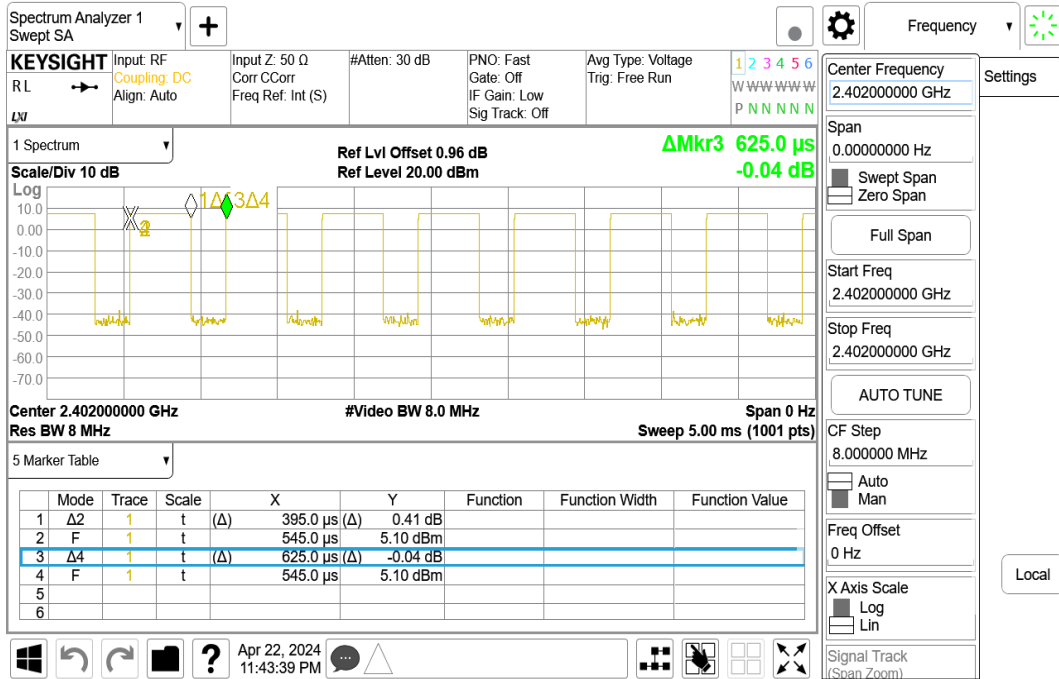 Spectrum Analyzer 1
Swept SA
Frequency
KEYSIGHT
R L
LXI
Input: RF
Coupling: DC
Align: Auto
Input Z: 50 Ω
Corr CCorr
Freq Ref: Int (S)
#Atten: 30 dB
PNO: Fast
Gate: Off
IF Gain: Low
Sig Track: Off
Avg Type: Voltage
Trig: Free Run
1 2 3 4 5 6
W W W W W W
P N N N N N
Center Frequency
2.402000000 GHz
Settings
1 Spectrum
Scale/Div 10 dB
Ref Lvl Offset 0.96 dB
Ref Level 20.00 dBm
ΔMkr3 625.0 µs
-0.04 dB
Span
0.00000000 Hz
Swept Span
Zero Span
Full Span
Start Freq
2.402000000 GHz
Stop Freq
2.402000000 GHz
AUTO TUNE
CF Step
8.000000 MHz
Auto
Man
Freq Offset
0 Hz
X Axis Scale
Log
Lin
Signal Track
(Span Zoom)
Local
Log
10.0
0.00
-10.0
-20.0
-30.0
-40.0
-50.0
-60.0
-70.0
3Δ4
Center 2.402000000 GHz
#Video BW 8.0 MHz
Span 0 Hz
Res BW 8 MHz
Sweep 5.00 ms (1001 pts)
5 Marker Table
Mode Trace Scale X Y Function Function Width Function Value
1 Δ2 1 t (Δ) 395.0 µs (Δ) 0.41 dB
2 F 1 t 545.0 µs 5.10 dBm
3 Δ4 1 t (Δ) 625.0 µs (Δ) -0.04 dB
4 F 1 t 545.0 µs 5.10 dBm
5
6
?
Apr 22, 2024
11:43:39 PM